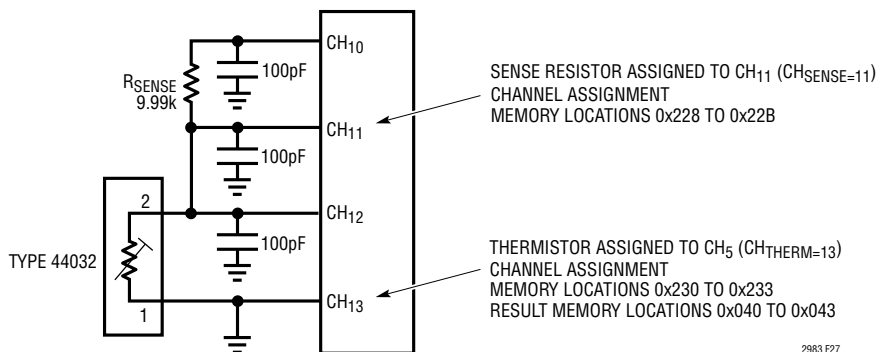 CH10
RSENSE
9.99k
100pF
CH11
100pF
2
CH12
100pF
TYPE 44032
1
CH13
SENSE RESISTOR ASSIGNED TO CH11 (CHSENSE=11)
CHANNEL ASSIGNMENT
MEMORY LOCATIONS 0x228 TO 0x22B
THERMISTOR ASSIGNED TO CH5 (CHTHERM=13)
CHANNEL ASSIGNMENT
MEMORY LOCATIONS 0x230 TO 0x233
RESULT MEMORY LOCATIONS 0x040 TO 0x043
2983 F27